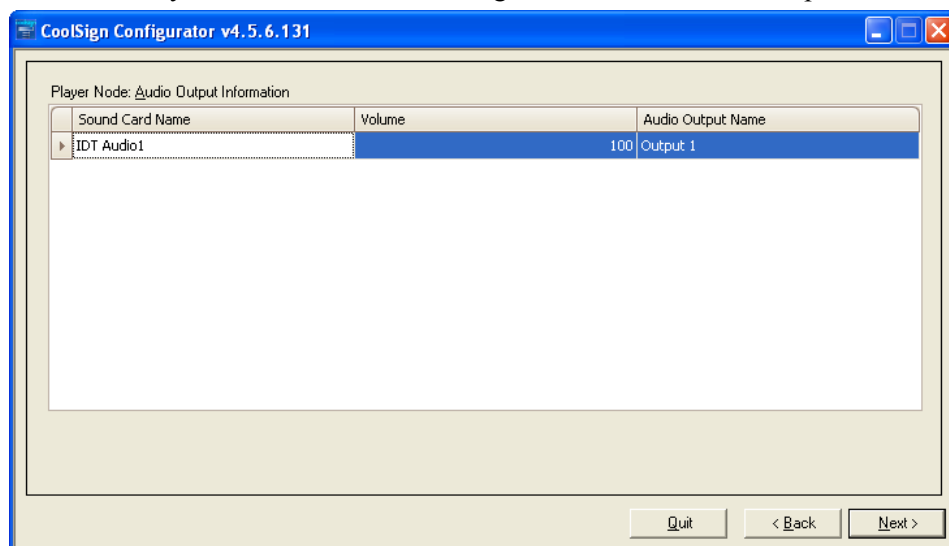 CoolSign Configurator v4.5.6.131
Player Node: Audio Output Information
Sound Card Name Volume Audio Output Name
IDT Audio1 100 Output 1
Quit < Back Next >